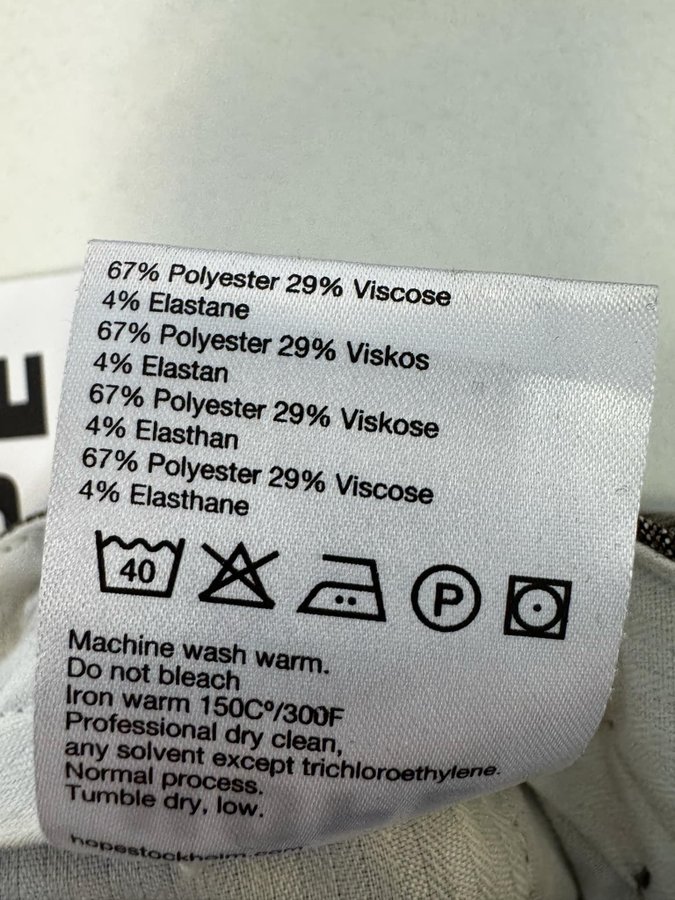 67% Polyester 29% Viscose
4% Elastane
67% Polyester 29% Viskos
4% Elastan
67% Polyester 29% Viskose
4% Elasthan
67% Polyester 29% Viscose
4% Elasthane
40 P
Machine wash warm.
Do not bleach
Iron warm 150Cº/300F
Professional dry clean,
any solvent except trichloroethylene.
Normal process.
Tumble dry, low.
hopestockholm.com